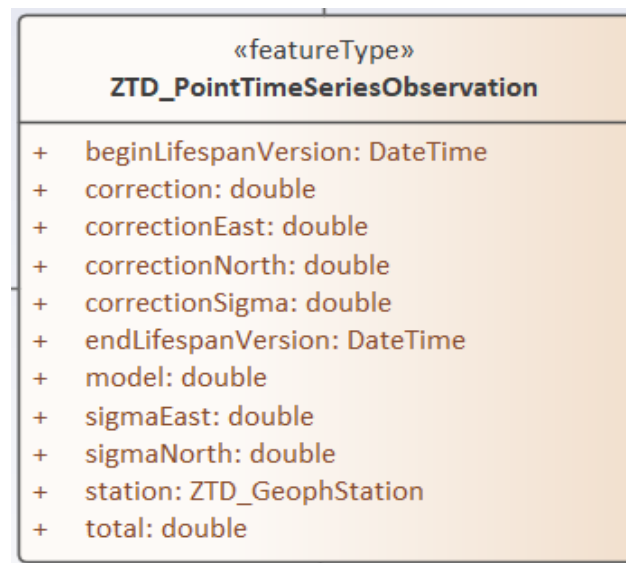 «featureType»
ZTD_PointTimeSeriesObservation
+ beginLifespanVersion: DateTime
+ correction: double
+ correctionEast: double
+ correctionNorth: double
+ correctionSigma: double
+ endLifespanVersion: DateTime
+ model: double
+ sigmaEast: double
+ sigmaNorth: double
+ station: ZTD_GeophStation
+ total: double